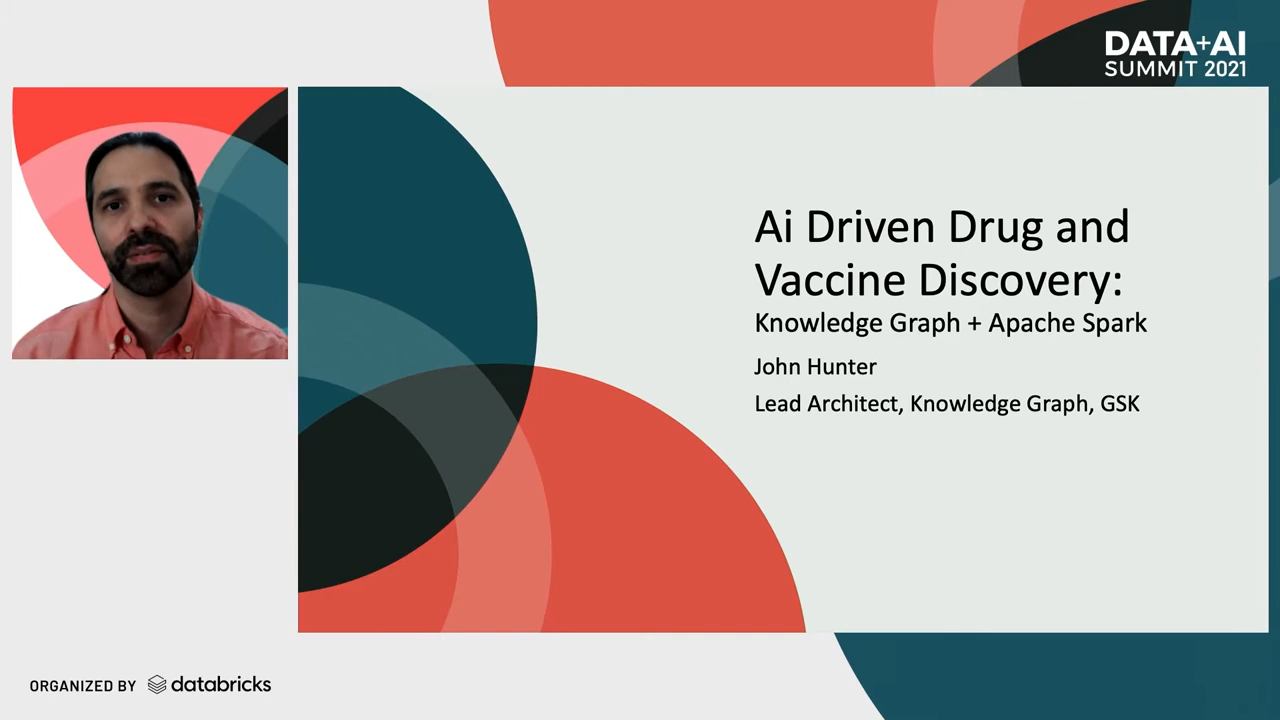 DATA+AI
SUMMIT 2021
Ai Driven Drug and
Vaccine Discovery:
Knowledge Graph + Apache Spark
John Hunter
Lead Architect, Knowledge Graph, GSK
ORGANIZED BY databricks